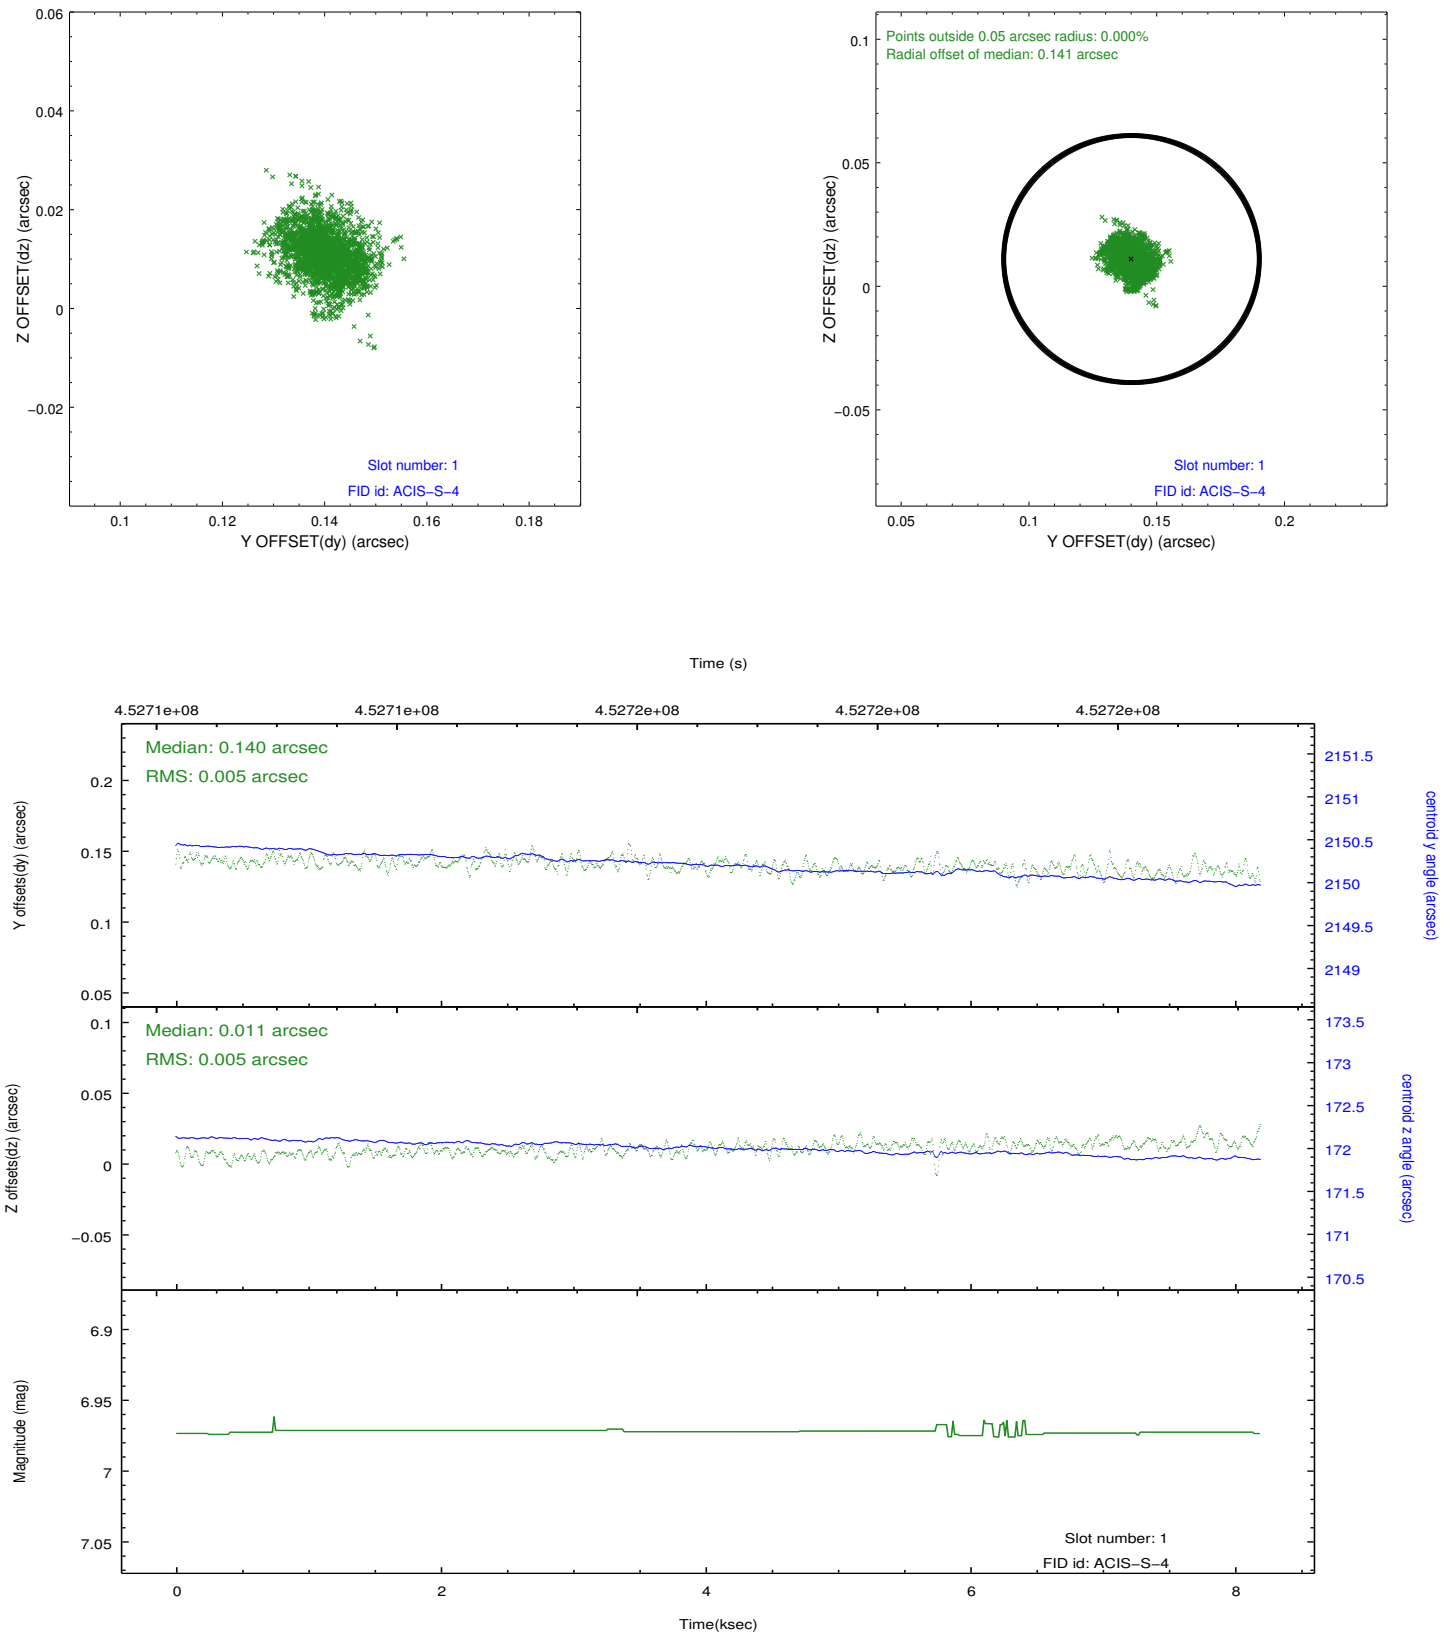 0.06
0.04
0.02
0
−0.02
Z OFFSET(dz) (arcsec)
Slot number: 1
FID id: ACIS−S−4
0.1
0.12
0.14
0.16
0.18
Y OFFSET(dy) (arcsec)
Points outside 0.05 arcsec radius: 0.000%
Radial offset of median: 0.141 arcsec
0.1
0.05
0
−0.05
Z OFFSET(dz) (arcsec)
Slot number: 1
FID id: ACIS−S−4
0.05
0.1
0.15
0.2
Y OFFSET(dy) (arcsec)
Time (s)
4.5271e+08
4.5271e+08
4.5272e+08
4.5272e+08
4.5272e+08
Median: 0.140 arcsec
RMS: 0.005 arcsec
0.2
0.15
0.1
0.05
Y offsets(dy) (arcsec)
2151.5
2151
2150.5
2150
2149.5
2149
centroid y angle (arcsec)
Median: 0.011 arcsec
RMS: 0.005 arcsec
0.1
0.05
0
−0.05
Z offsets(dz) (arcsec)
173.5
173
172.5
172
171.5
171
170.5
centroid z angle (arcsec)
6.9
6.95
7
7.05
Magnitude (mag)
Slot number: 1
FID id: ACIS−S−4
0
2
4
6
8
Time(ksec)